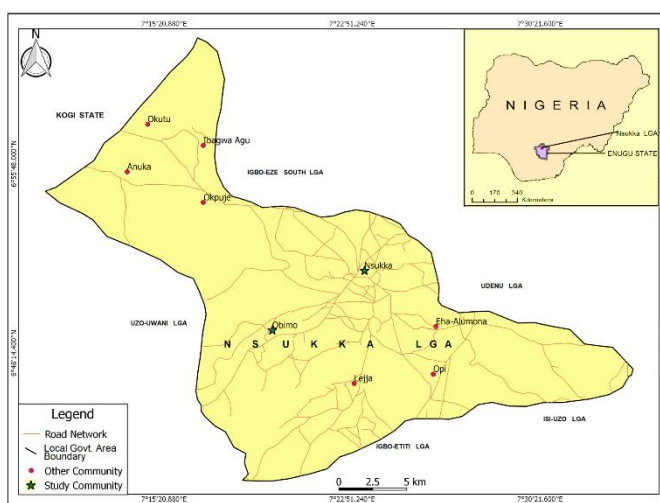 7°15'20.880"E 7°22'51.240"E 7°30'21.600"E
N
NIGERIA
Nsukka LGA
ENUGU STATE
0 170 340
Kilometers
KOGI STATE
Okutu
Ibagwa Agu
6°55'48.000"N
Anuka
IGBO-EZE SOUTH LGA
Okpuje
Nsukka
UDENU LGA
UZO-UWANI LGA
Obimo
Eha-Alumona
NSUKKA LGA
6°48'14.400"N
Opi
Lejja
ISI-UZO LGA
IGBO-ETITI LGA
Legend
Road Network
Local Govt. Area
Boundary
Other Community
Study Community
0 2.5 5 km
7°15'20.880"E 7°22'51.240"E 7°30'21.600"E